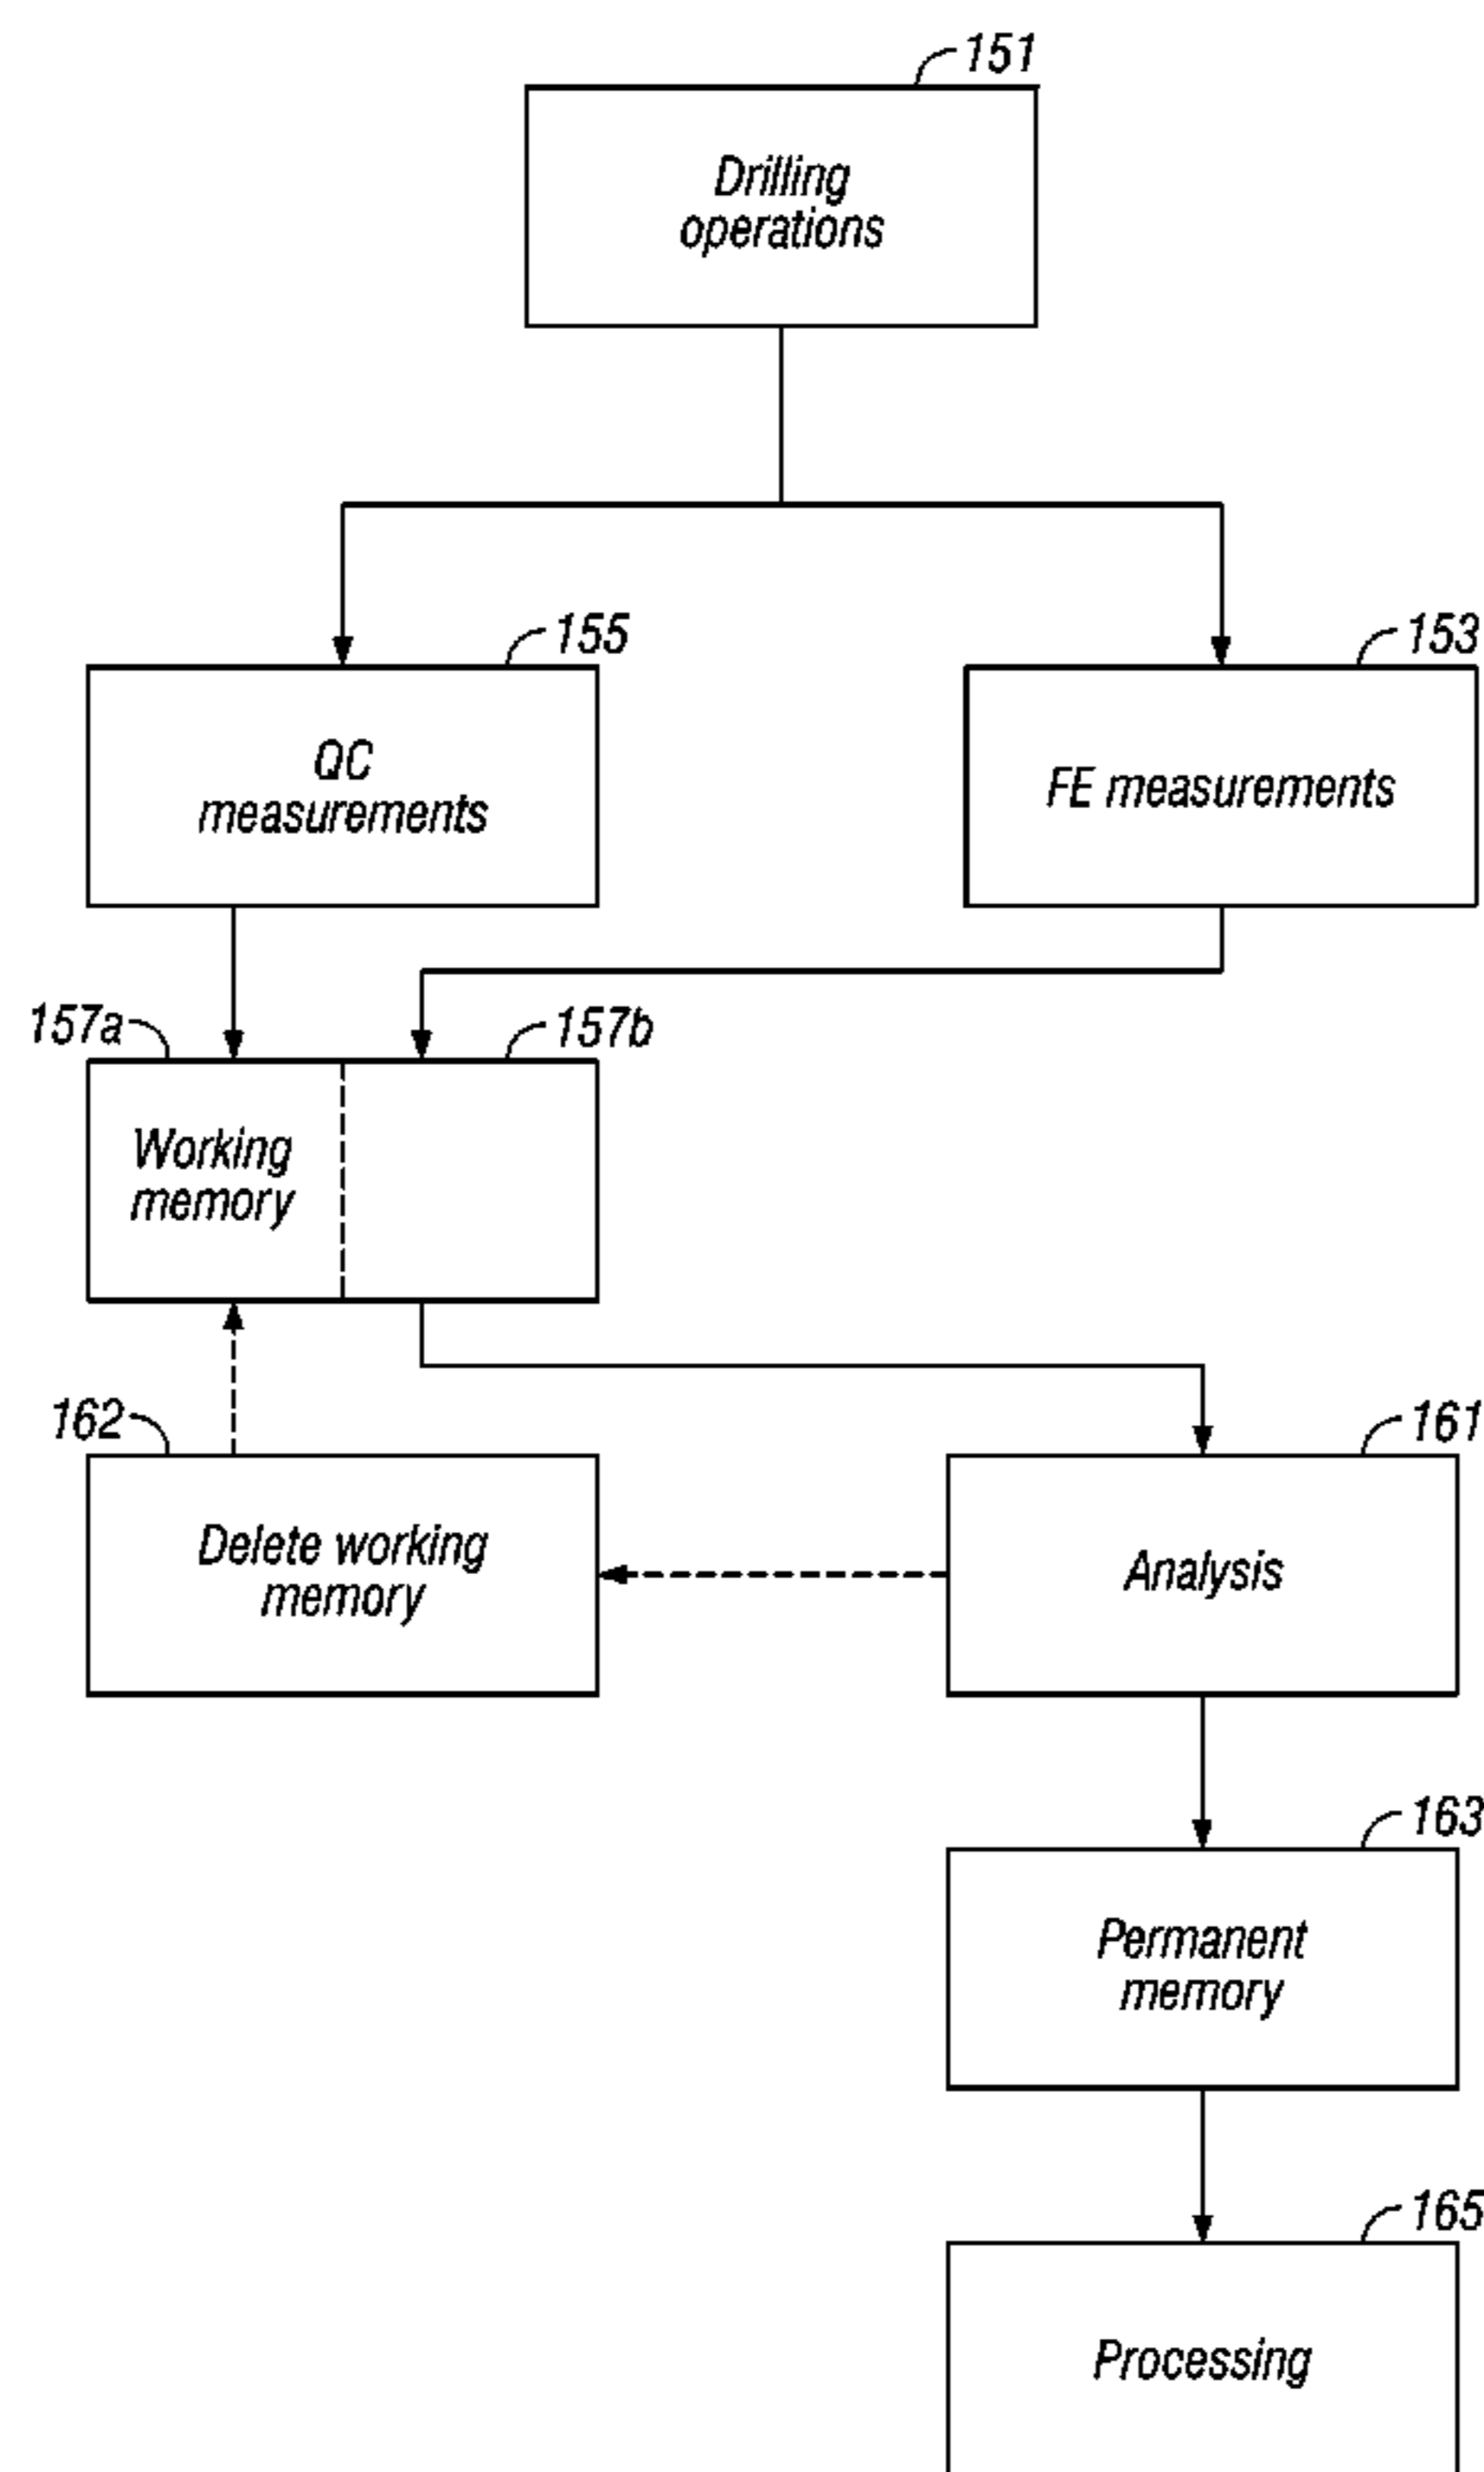 151
Drilling
operations
155
153
QC
measurements
FE measurements
157a
157b
Working
memory
162
161
Delete working
memory
Analysis
163
Permanent
memory
165
Processing